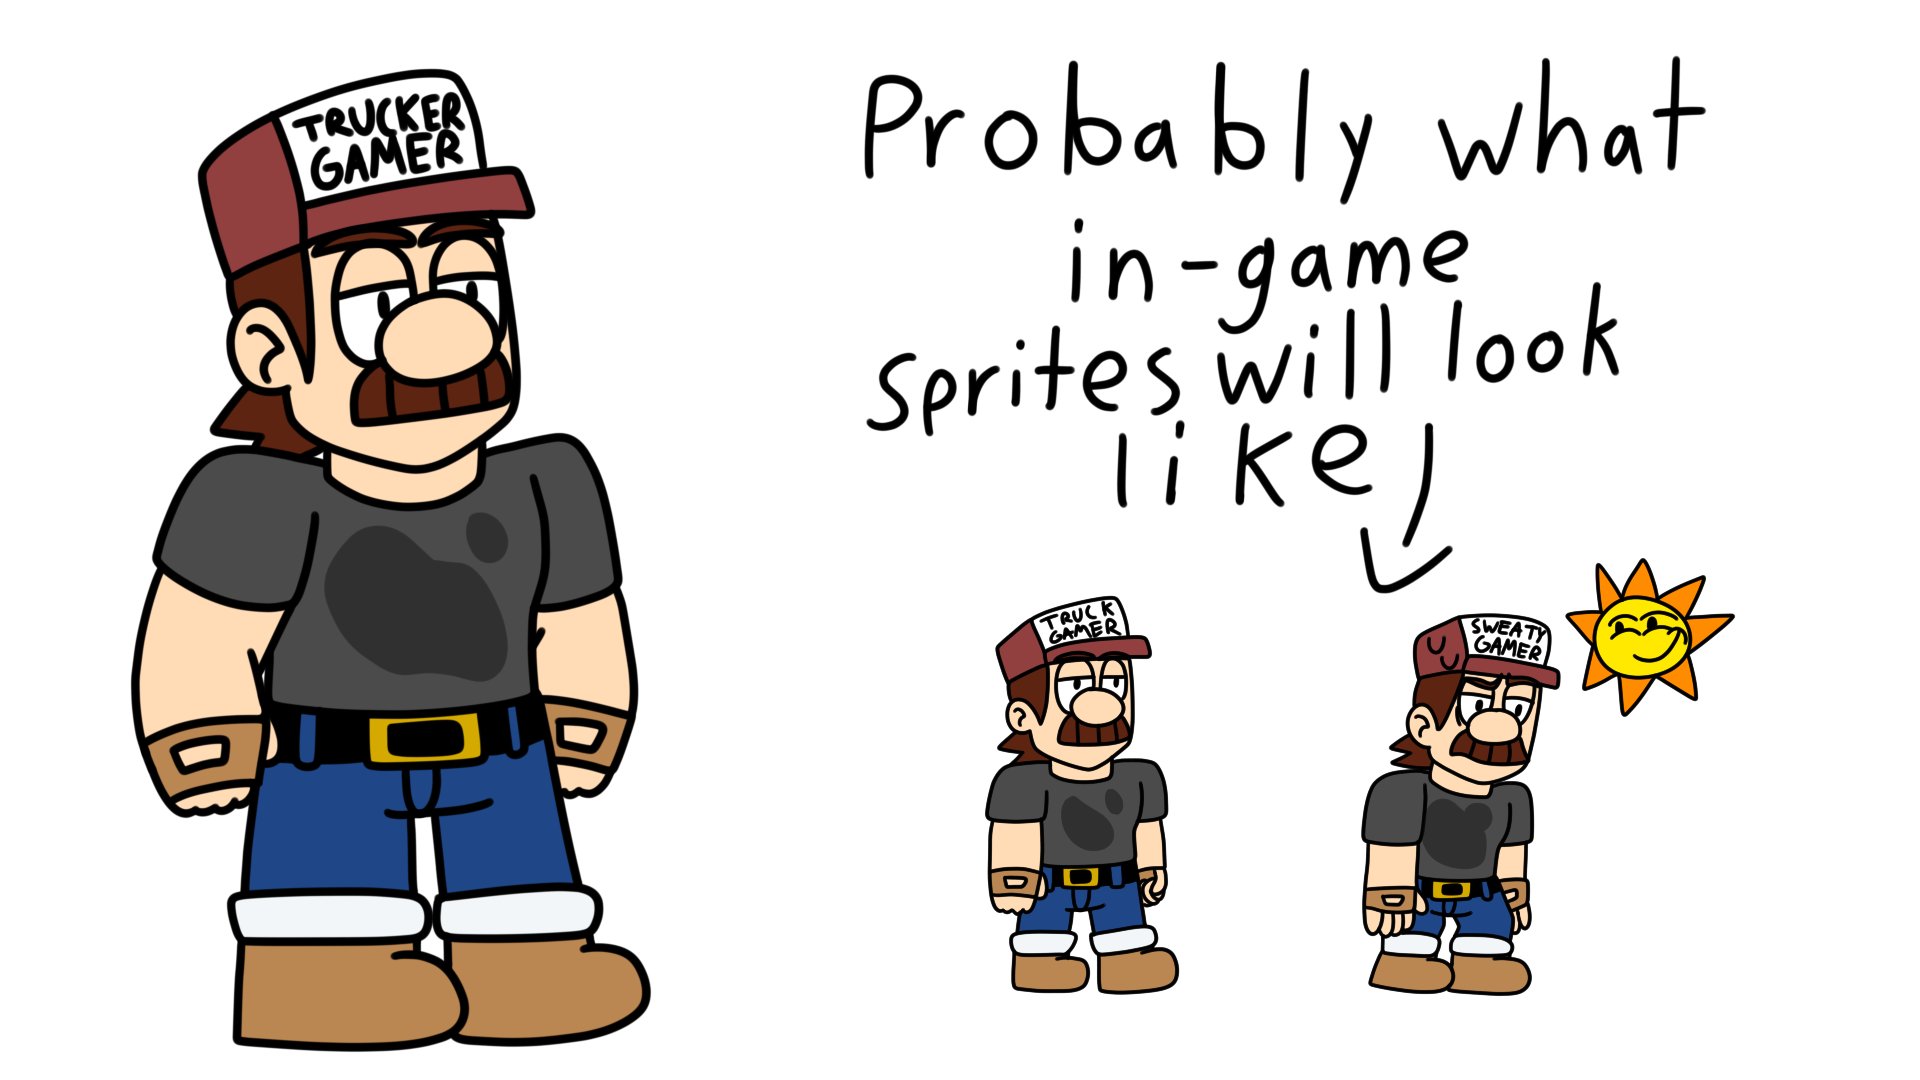 TRUCKER
GAMER
Probably what
in-game
sprites will look
like
TRUCK
GAMER
SWEATY
GAMER